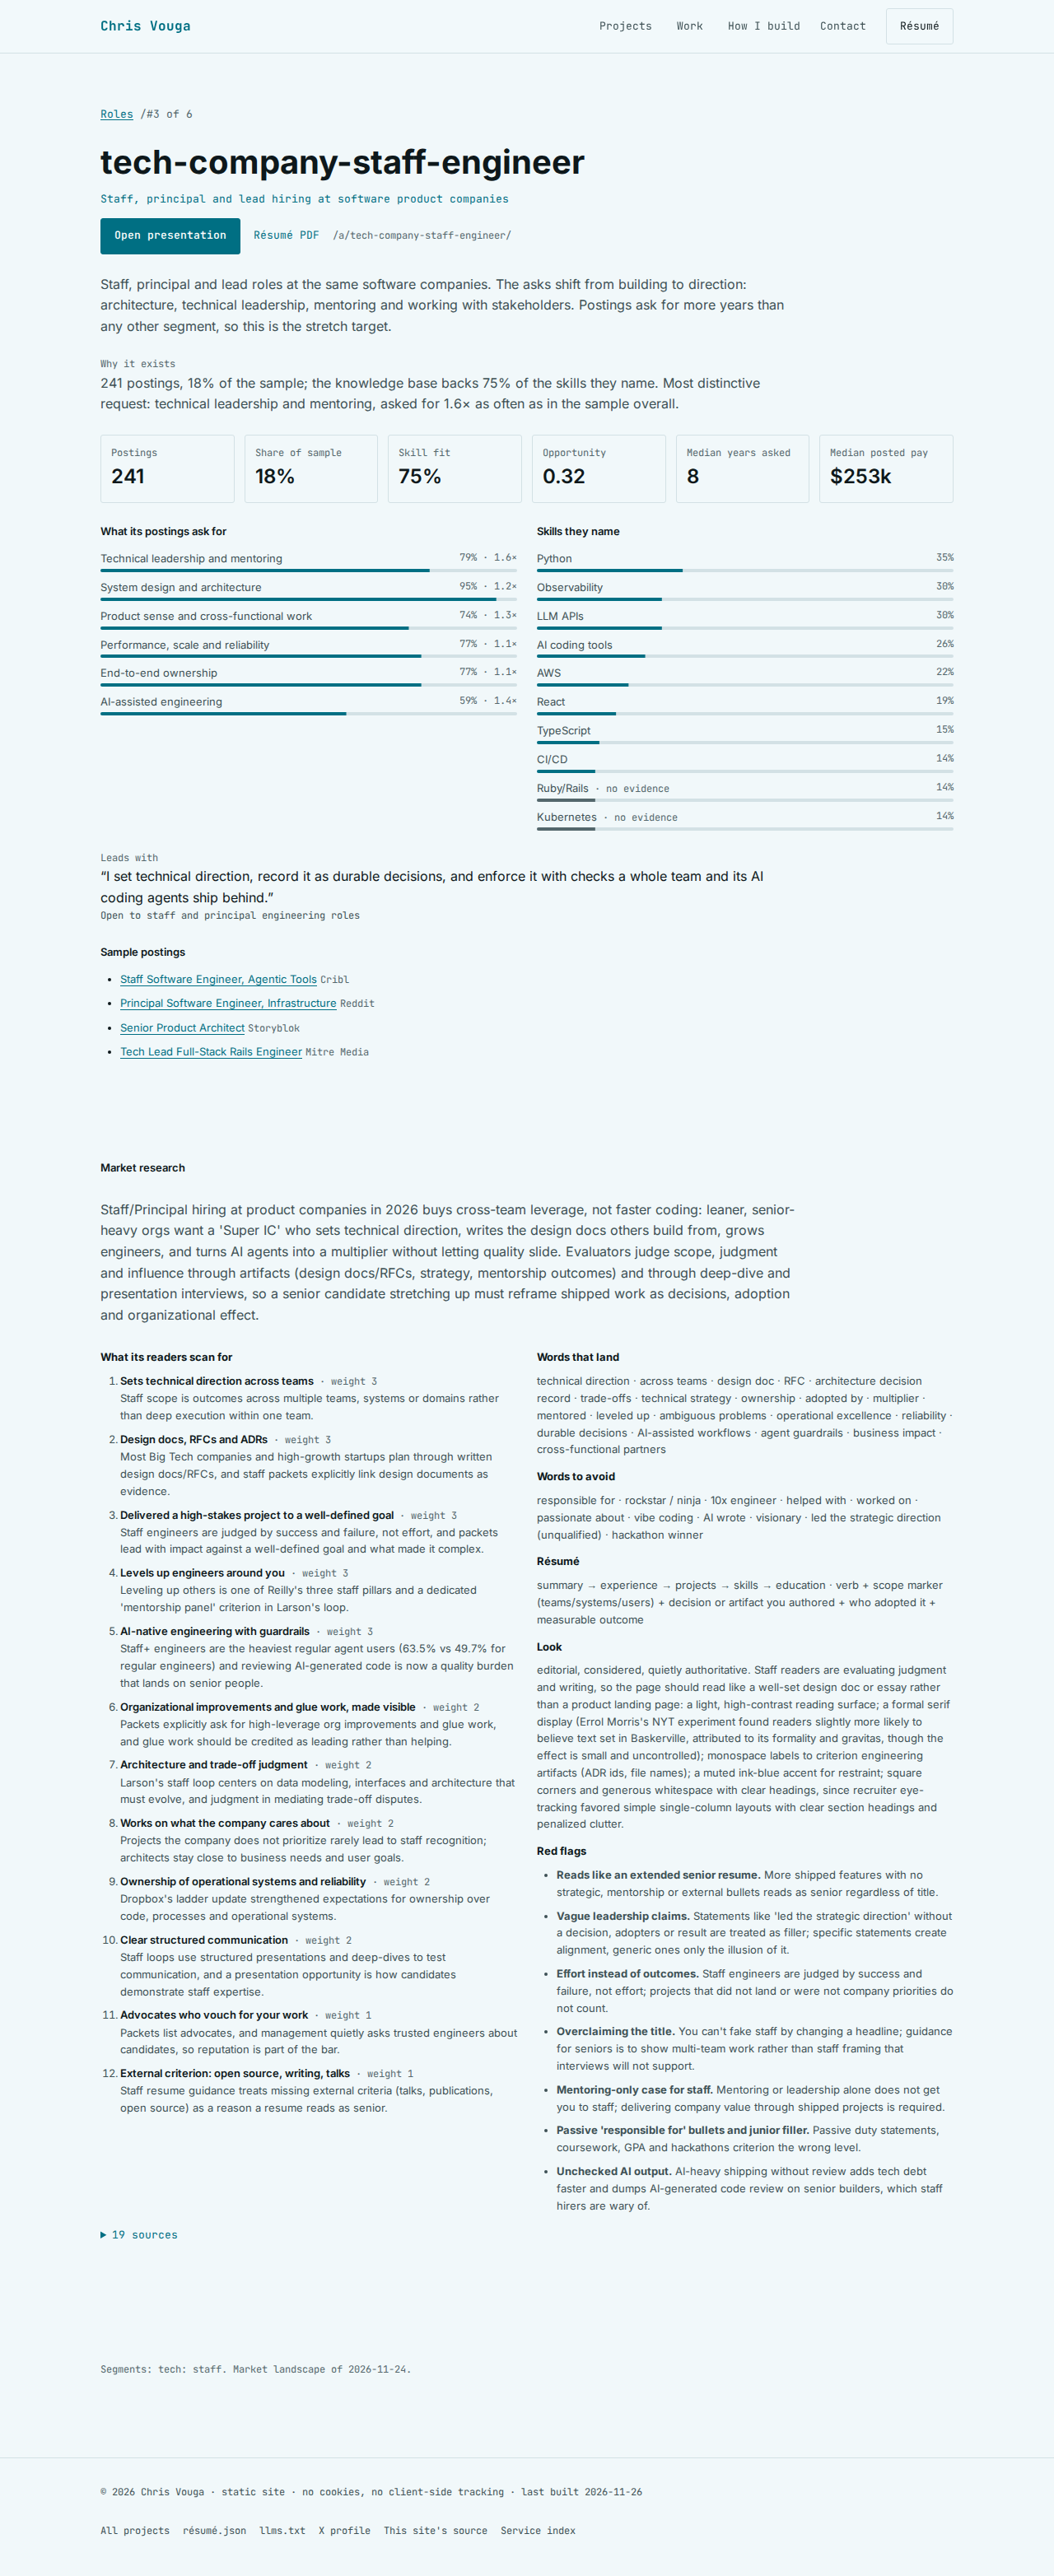 Chris Vouga
Projects Work How I build Contact Résumé
Roles /#3 of 6
tech-company-staff-engineer
Staff, principal and lead hiring at software product companies
Open presentation Résumé PDF /a/tech-company-staff-engineer/
Staff, principal and lead roles at the same software companies. The asks shift from building to direction:
architecture, technical leadership, mentoring and working with stakeholders. Postings ask for more years than
any other segment, so this is the stretch target.
Why it exists
241 postings, 18% of the sample; the knowledge base backs 75% of the skills they name. Most distinctive
request: technical leadership and mentoring, asked for 1.6× as often as in the sample overall.
Postings
241
Share of sample
18%
Skill fit
75%
Opportunity
0.32
Median years asked
8
Median posted pay
$253k
What its postings ask for
Technical leadership and mentoring 79% · 1.6×
System design and architecture 95% · 1.2×
Product sense and cross-functional work 74% · 1.3×
Performance, scale and reliability 77% · 1.1×
End-to-end ownership 77% · 1.1×
AI-assisted engineering 59% · 1.4×
Skills they name
Python 35%
Observability 30%
LLM APIs 30%
AI coding tools 26%
AWS 22%
React 19%
TypeScript 15%
CI/CD 14%
Ruby/Rails · no evidence 14%
Kubernetes · no evidence 14%
Leads with
“I set technical direction, record it as durable decisions, and enforce it with checks a whole team and its AI
coding agents ship behind.”
Open to staff and principal engineering roles
Sample postings
• Staff Software Engineer, Agentic Tools Cribl
• Principal Software Engineer, Infrastructure Reddit
• Senior Product Architect Storyblok
• Tech Lead Full-Stack Rails Engineer Mitre Media
Market research
Staff/Principal hiring at product companies in 2026 buys cross-team leverage, not faster coding: leaner, senior-
heavy orgs want a 'Super IC' who sets technical direction, writes the design docs others build from, grows
engineers, and turns AI agents into a multiplier without letting quality slide. Evaluators judge scope, judgment
and influence through artifacts (design docs/RFCs, strategy, mentorship outcomes) and through deep-dive and
presentation interviews, so a senior candidate stretching up must reframe shipped work as decisions, adoption
and organizational effect.
What its readers scan for
1. Sets technical direction across teams · weight 3
Staff scope is outcomes across multiple teams, systems or domains rather
than deep execution within one team.
2. Design docs, RFCs and ADRs · weight 3
Most Big Tech companies and high-growth startups plan through written
design docs/RFCs, and staff packets explicitly link design documents as
evidence.
3. Delivered a high-stakes project to a well-defined goal · weight 3
Staff engineers are judged by success and failure, not effort, and packets
lead with impact against a well-defined goal and what made it complex.
4. Levels up engineers around you · weight 3
Leveling up others is one of Reilly's three staff pillars and a dedicated
'mentorship panel' criterion in Larson's loop.
5. AI-native engineering with guardrails · weight 3
Staff+ engineers are the heaviest regular agent users (63.5% vs 49.7% for
regular engineers) and reviewing AI-generated code is now a quality burden
that lands on senior people.
6. Organizational improvements and glue work, made visible · weight 2
Packets explicitly ask for high-leverage org improvements and glue work,
and glue work should be credited as leading rather than helping.
7. Architecture and trade-off judgment · weight 2
Larson's staff loop centers on data modeling, interfaces and architecture that
must evolve, and judgment in mediating trade-off disputes.
8. Works on what the company cares about · weight 2
Projects the company does not prioritize rarely lead to staff recognition;
architects stay close to business needs and user goals.
9. Ownership of operational systems and reliability · weight 2
Dropbox's ladder update strengthened expectations for ownership over
code, processes and operational systems.
10. Clear structured communication · weight 2
Staff loops use structured presentations and deep-dives to test
communication, and a presentation opportunity is how candidates
demonstrate staff expertise.
11. Advocates who vouch for your work · weight 1
Packets list advocates, and management quietly asks trusted engineers about
candidates, so reputation is part of the bar.
12. External criterion: open source, writing, talks · weight 1
Staff resume guidance treats missing external criteria (talks, publications,
open source) as a reason a resume reads as senior.
Words that land
technical direction · across teams · design doc · RFC · architecture decision
record · trade-offs · technical strategy · ownership · adopted by · multiplier ·
mentored · leveled up · ambiguous problems · operational excellence · reliability ·
durable decisions · AI-assisted workflows · agent guardrails · business impact ·
cross-functional partners
Words to avoid
responsible for · rockstar / ninja · 10x engineer · helped with · worked on ·
passionate about · vibe coding · AI wrote · visionary · led the strategic direction
(unqualified) · hackathon winner
Résumé
summary → experience → projects → skills → education · verb + scope marker
(teams/systems/users) + decision or artifact you authored + who adopted it +
measurable outcome
Look
editorial, considered, quietly authoritative. Staff readers are evaluating judgment
and writing, so the page should read like a well-set design doc or essay rather
than a product landing page: a light, high-contrast reading surface; a formal serif
display (Errol Morris's NYT experiment found readers slightly more likely to
believe text set in Baskerville, attributed to its formality and gravitas, though the
effect is small and uncontrolled); monospace labels to criterion engineering
artifacts (ADR ids, file names); a muted ink-blue accent for restraint; square
corners and generous whitespace with clear headings, since recruiter eye-
tracking favored simple single-column layouts with clear section headings and
penalized clutter.
Red flags
• Reads like an extended senior resume. More shipped features with no
strategic, mentorship or external bullets reads as senior regardless of title.
• Vague leadership claims. Statements like 'led the strategic direction' without
a decision, adopters or result are treated as filler; specific statements create
alignment, generic ones only the illusion of it.
• Effort instead of outcomes. Staff engineers are judged by success and
failure, not effort; projects that did not land or were not company priorities do
not count.
• Overclaiming the title. You can't fake staff by changing a headline; guidance
for seniors is to show multi-team work rather than staff framing that
interviews will not support.
• Mentoring-only case for staff. Mentoring or leadership alone does not get
you to staff; delivering company value through shipped projects is required.
• Passive 'responsible for' bullets and junior filler. Passive duty statements,
coursework, GPA and hackathons criterion the wrong level.
• Unchecked AI output. AI-heavy shipping without review adds tech debt
faster and dumps AI-generated code review on senior builders, which staff
hirers are wary of.
▶ 19 sources
Segments: tech: staff. Market landscape of 2026-11-24.
© 2026 Chris Vouga · static site · no cookies, no client-side tracking · last built 2026-11-26
All projects résumé.json llms.txt X profile This site's source Service index